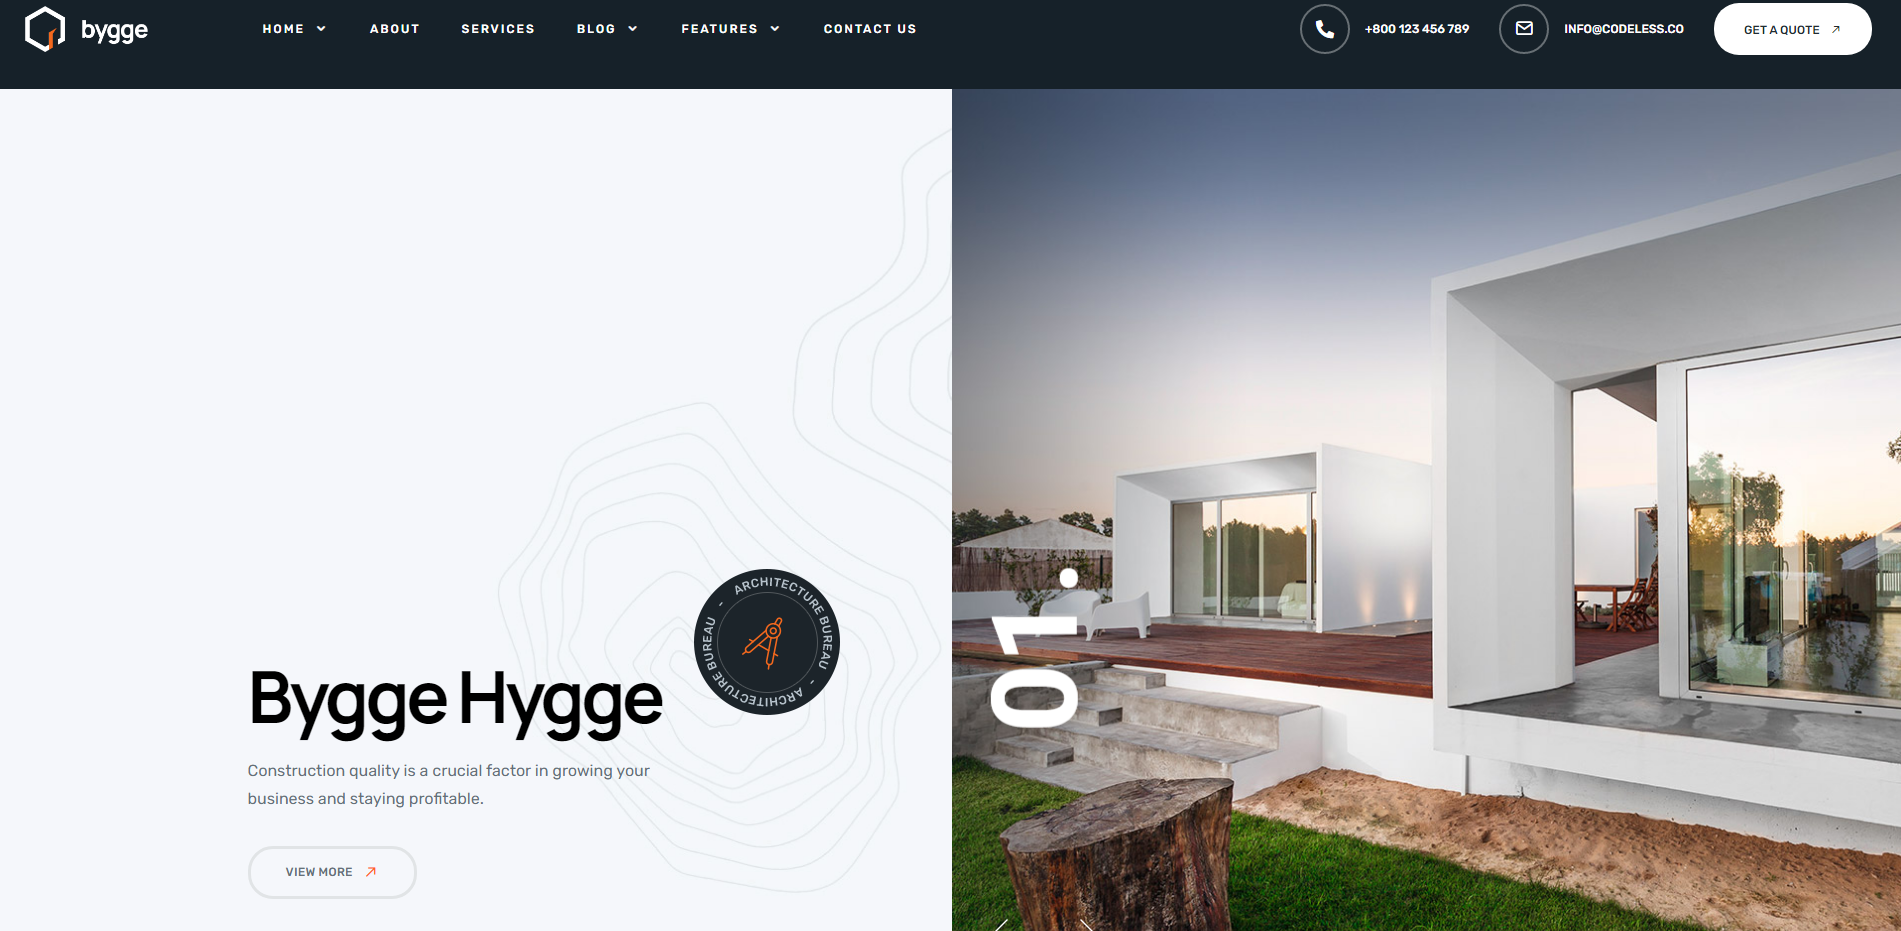 bygge
HOME
ABOUT
SERVICES
BLOG
FEATURES
CONTACT US
+800 123 456 789
INFO@CODELESS.CO
GET A QUOTE
ARCHITECTURE BUREAU - ARCHITECTURE BUREAU -
Bygge Hygge
Construction quality is a crucial factor in growing your
business and staying profitable.
VIEW MORE
01.